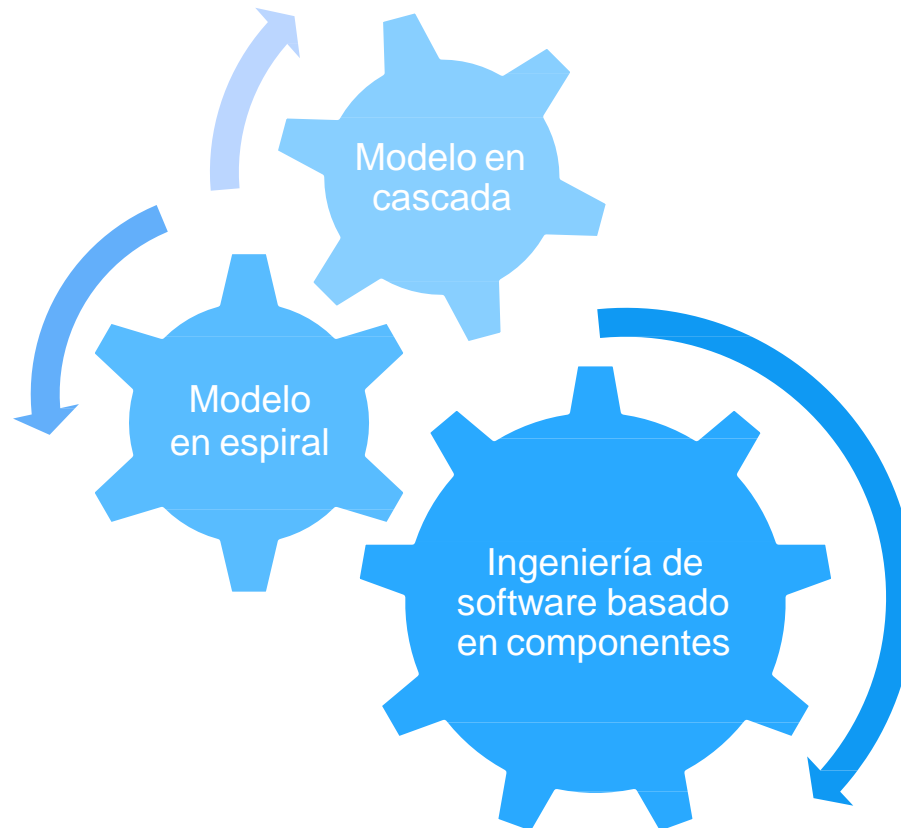 Modelo en
cascada
Modelo
en espiral
Ingeniería de
software basado
en componentes